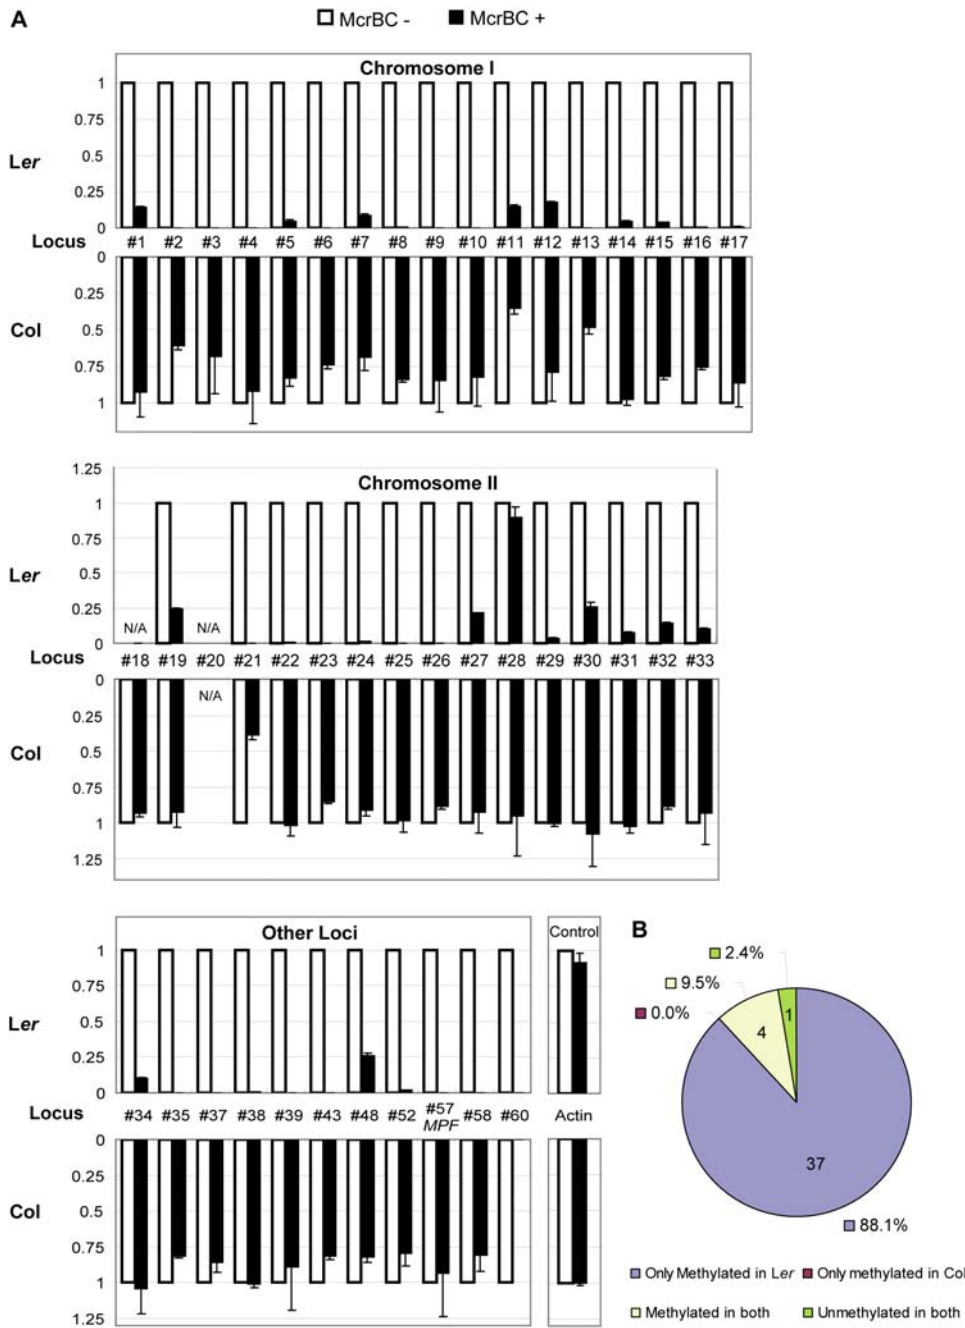 A
McrBC - McrBC +
Chromosome I
1
0.75
0.5
0.25
0
Ler
Locus #1 #2 #3 #4 #5 #6 #7 #8 #9 #10 #11 #12 #13 #14 #15 #16 #17
0
0.25
0.5
0.75
1
Col
Chromosome II
1.25
1
0.75
0.5
0.25
0
Ler
N/A N/A
Locus #18 #19 #20 #21 #22 #23 #24 #25 #26 #27 #28 #29 #30 #31 #32 #33
N/A
0
0.25
0.5
0.75
1
1.25
Col
Other Loci Control
1
0.75
0.5
0.25
0
Ler
Locus #34 #35 #37 #38 #39 #43 #48 #52 #57 #58 #60 Actin
MPF
0
0.25
0.5
0.75
1
1.25
Col
B
2.4%
9.5%
0.0%
1
4
37
88.1%
Only Methylated in Ler Only methylated in Col
Methylated in both Unmethylated in both